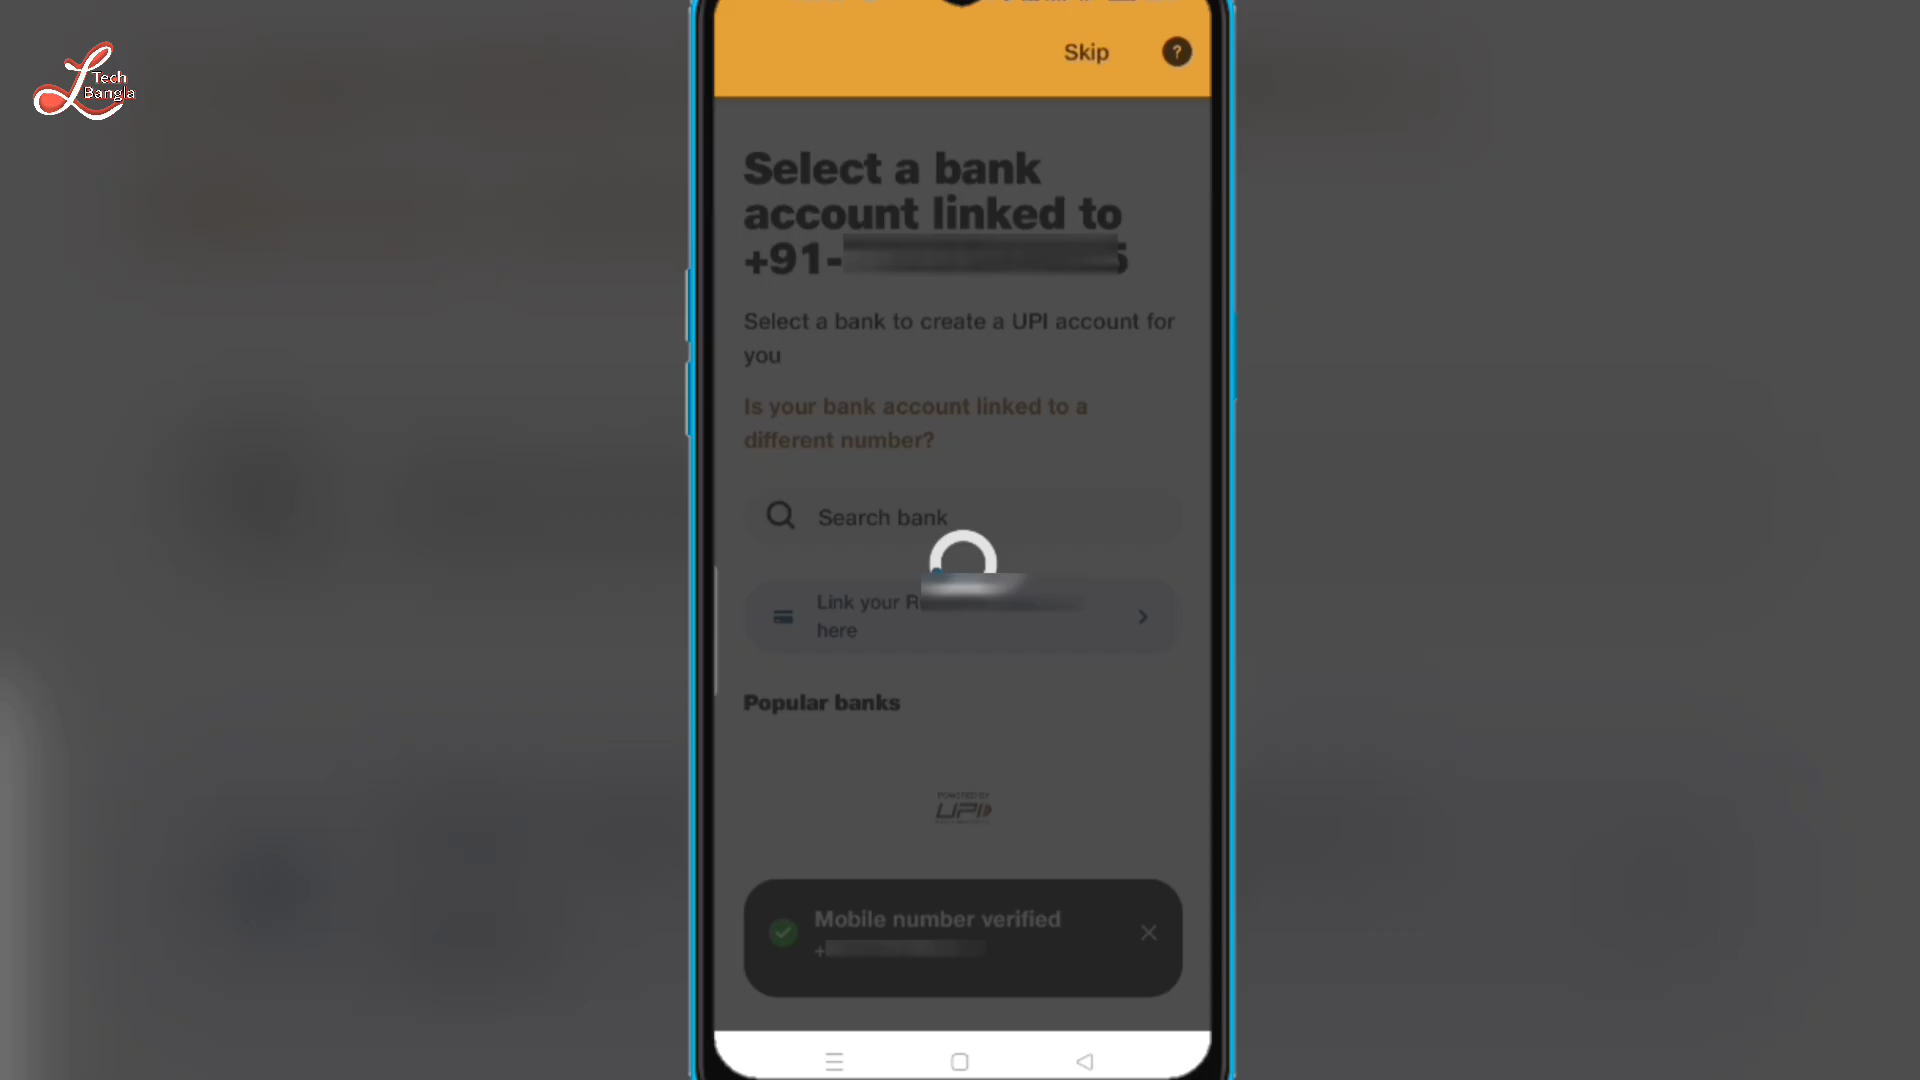 Tech
Bangla
Skip
?
Select a bank
account linked to
+91-
Select a bank to create a UPI account for
you
Is your bank account linked to a
different number?
Search bank
Link your
here
Popular banks
POWERED BY
UPI
Mobile number verified
+